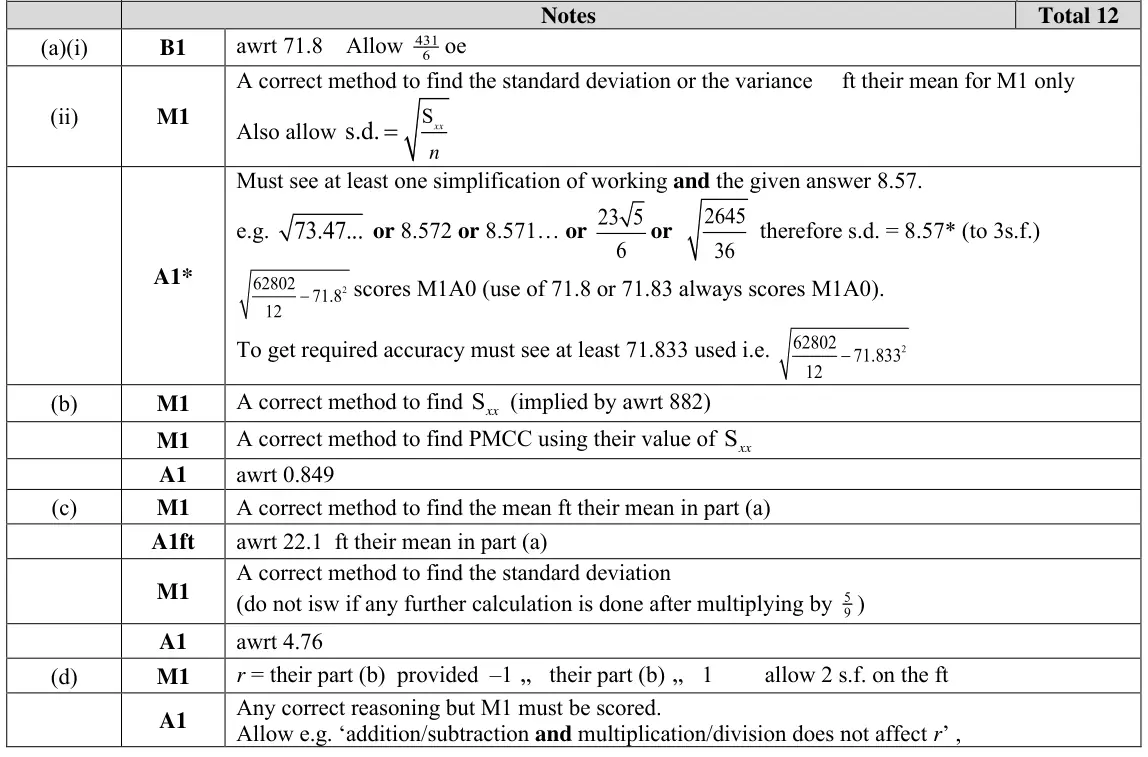 Notes Total 12
(a)(i) B1 awrt 71.8 Allow 431/6 oe
(ii) M1 A correct method to find the standard deviation or the variance ft their mean for M1 only
Also allow s.d. = √(Sxx/n)
A1* Must see at least one simplification of working and the given answer 8.57.
e.g. √73.47... or 8.572 or 8.571… or 23√5/6 or √(2645/36) therefore s.d. = 8.57* (to 3s.f.)
√(62802/12 − 71.8²) scores M1A0 (use of 71.8 or 71.83 always scores M1A0).
To get required accuracy must see at least 71.833 used i.e. √(62802/12 − 71.833²)
(b) M1 A correct method to find Sxx (implied by awrt 882)
M1 A correct method to find PMCC using their value of Sxx
A1 awrt 0.849
(c) M1 A correct method to find the mean ft their mean in part (a)
A1ft awrt 22.1 ft their mean in part (a)
M1 A correct method to find the standard deviation
(do not isw if any further calculation is done after multiplying by 5/9 )
A1 awrt 4.76
(d) M1 r = their part (b) provided –1 „ their part (b) „ 1 allow 2 s.f. on the ft
A1 Any correct reasoning but M1 must be scored.
Allow e.g. ‘addition/subtraction and multiplication/division does not affect r’ ,